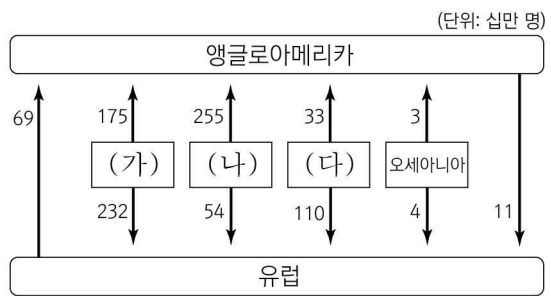 (단위: 십만 명)
앵글로아메리카
69 175 255 33 3
(가) (나) (다) 오세아니아
232 54 110 4 11
유럽